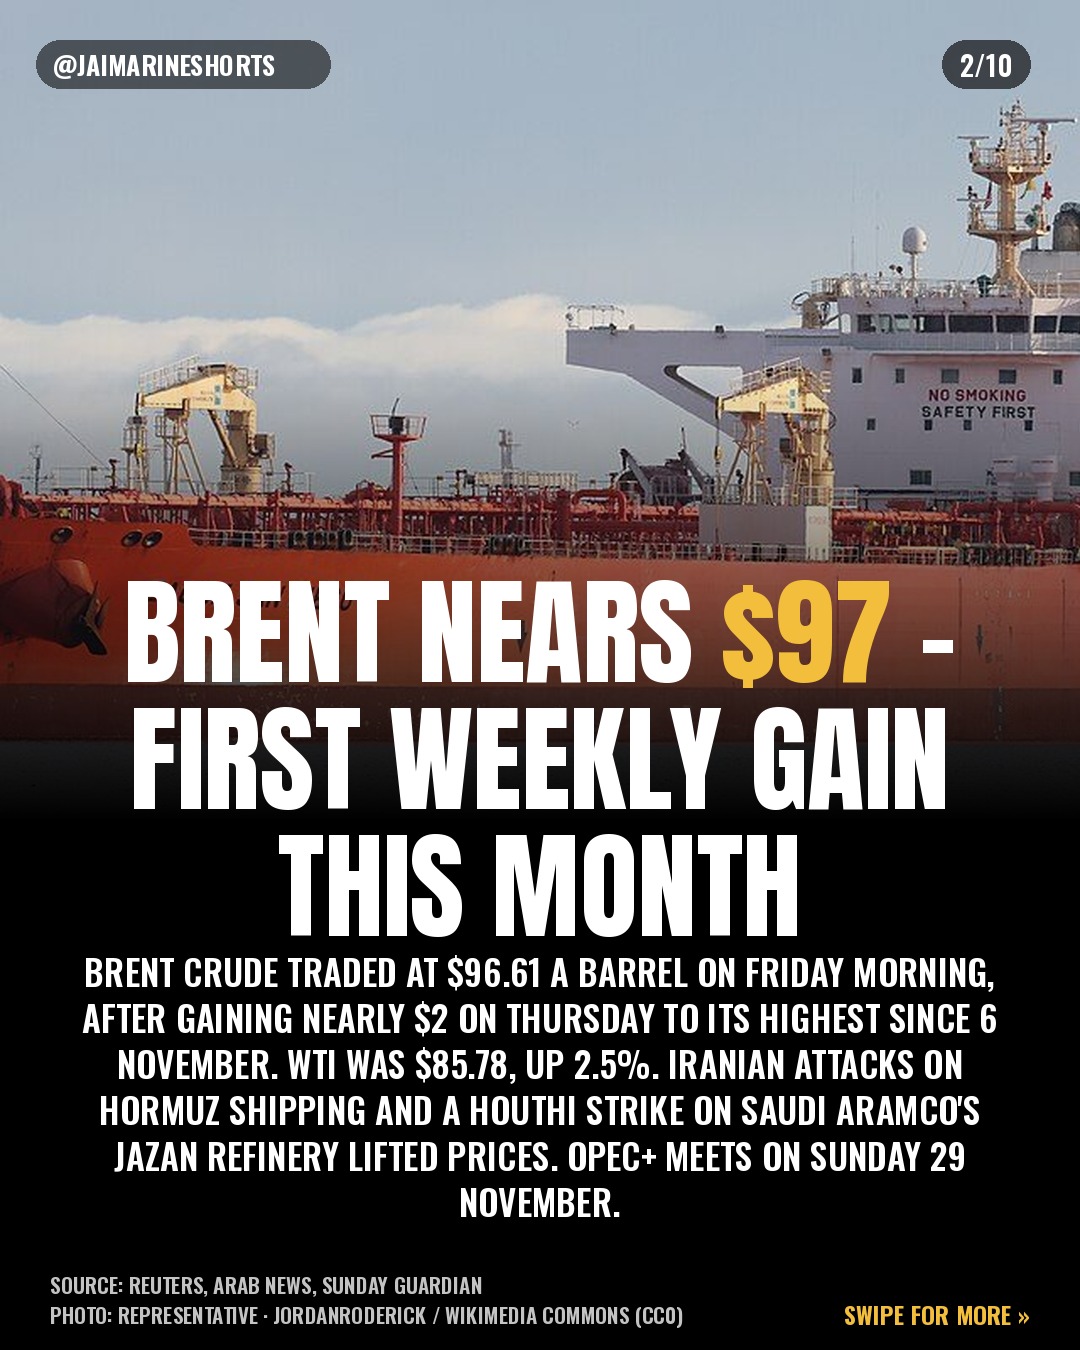 @JAIMARINESHORTS
2/10
NO SMOKING
SAFETY FIRST
BRENT NEARS $97 -
FIRST WEEKLY GAIN
THIS MONTH
BRENT CRUDE TRADED AT $96.61 A BARREL ON FRIDAY MORNING,
AFTER GAINING NEARLY $2 ON THURSDAY TO ITS HIGHEST SINCE 6
NOVEMBER. WTI WAS $85.78, UP 2.5%. IRANIAN ATTACKS ON
HORMUZ SHIPPING AND A HOUTHI STRIKE ON SAUDI ARAMCO'S
JAZAN REFINERY LIFTED PRICES. OPEC+ MEETS ON SUNDAY 29
NOVEMBER.
SOURCE: REUTERS, ARAB NEWS, SUNDAY GUARDIAN
PHOTO: REPRESENTATIVE · JORDANRODERICK / WIKIMEDIA COMMONS (CC0)
SWIPE FOR MORE »